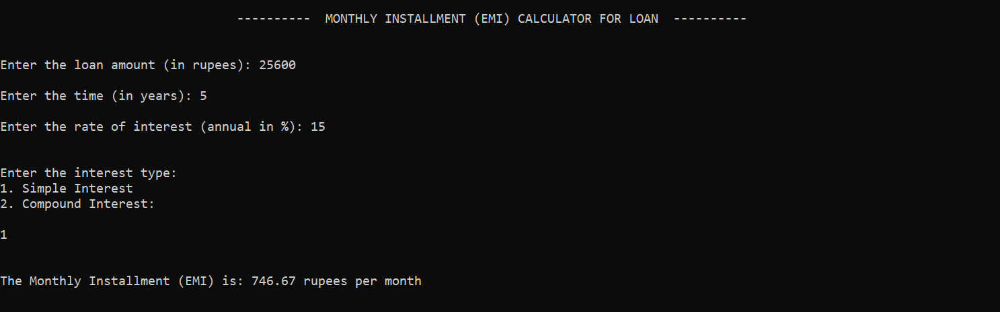 ---------- MONTHLY INSTALLMENT (EMI) CALCULATOR FOR LOAN ----------
Enter the loan amount (in rupees): 25600
Enter the time (in years): 5
Enter the rate of interest (annual in %): 15
Enter the interest type:
1. Simple Interest
2. Compound Interest:
1
The Monthly Installment (EMI) is: 746.67 rupees per month